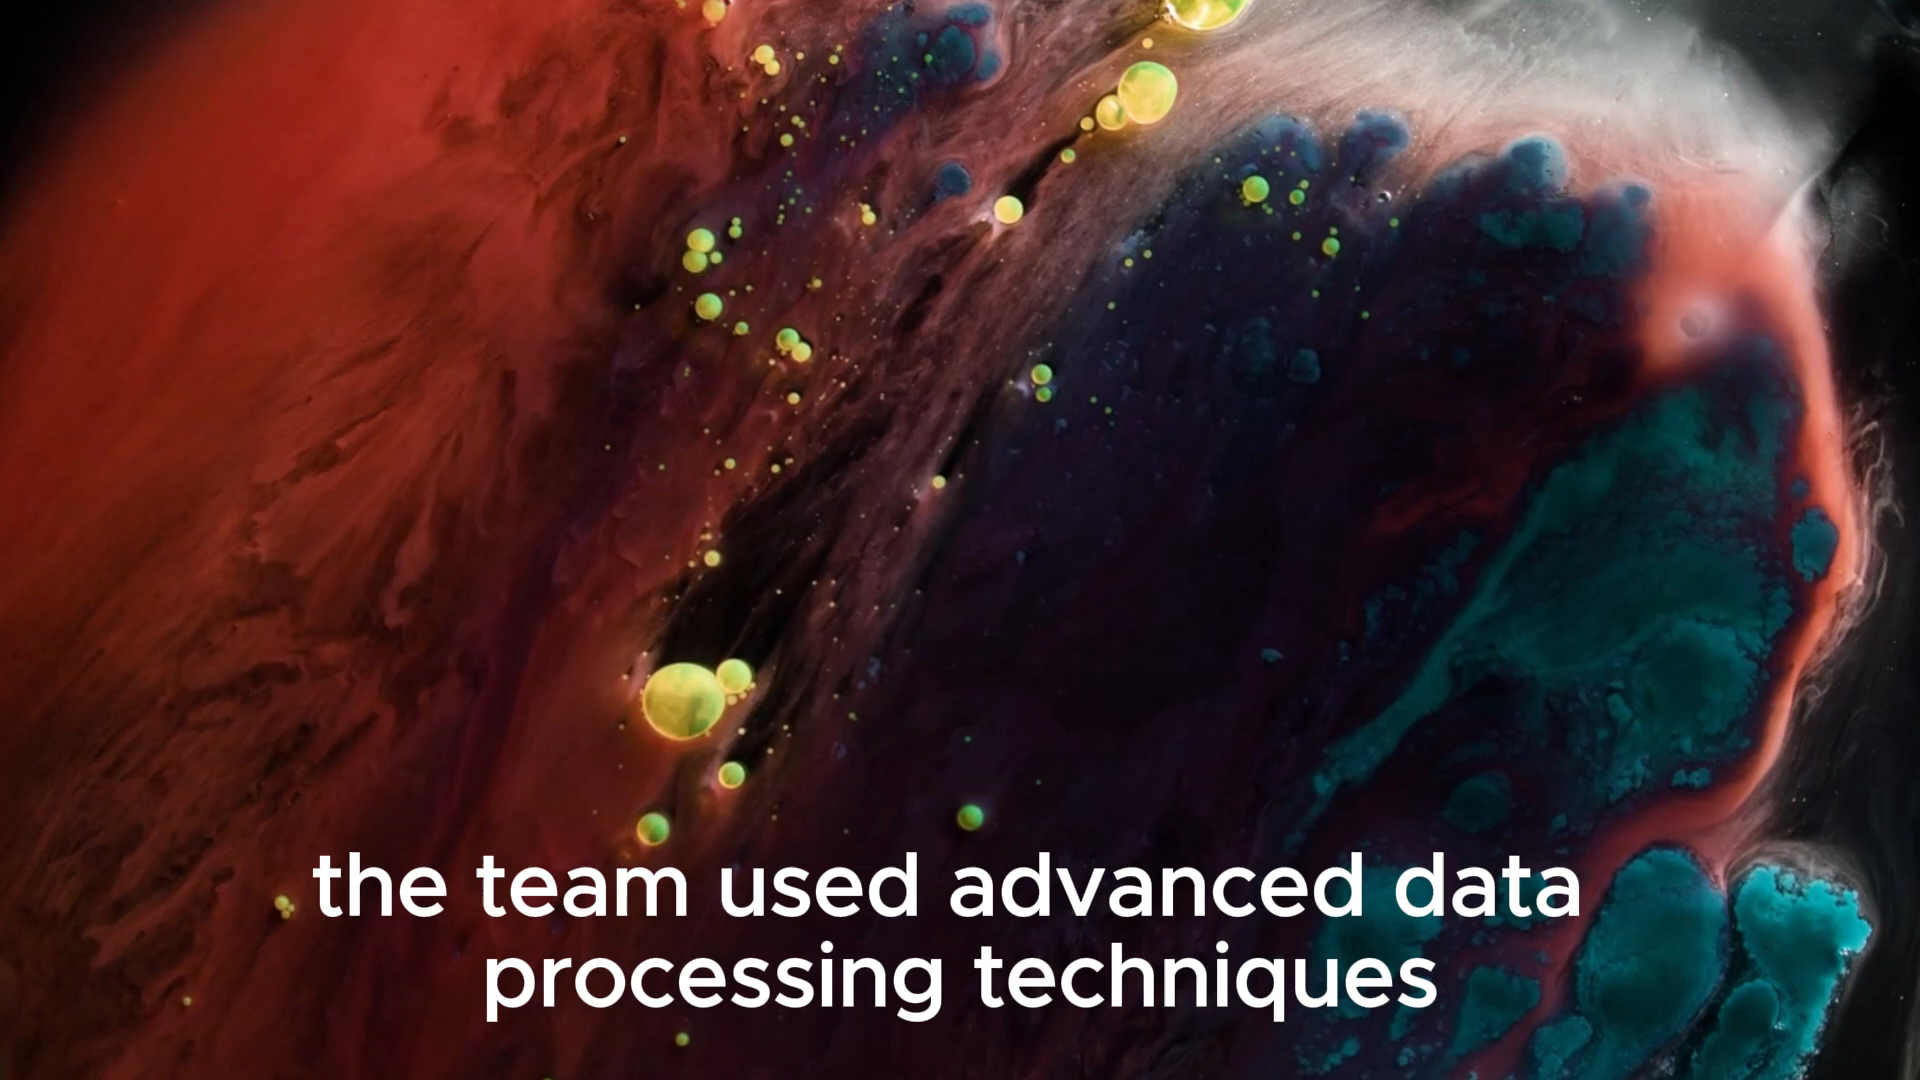 the team used advanced data
processing techniques